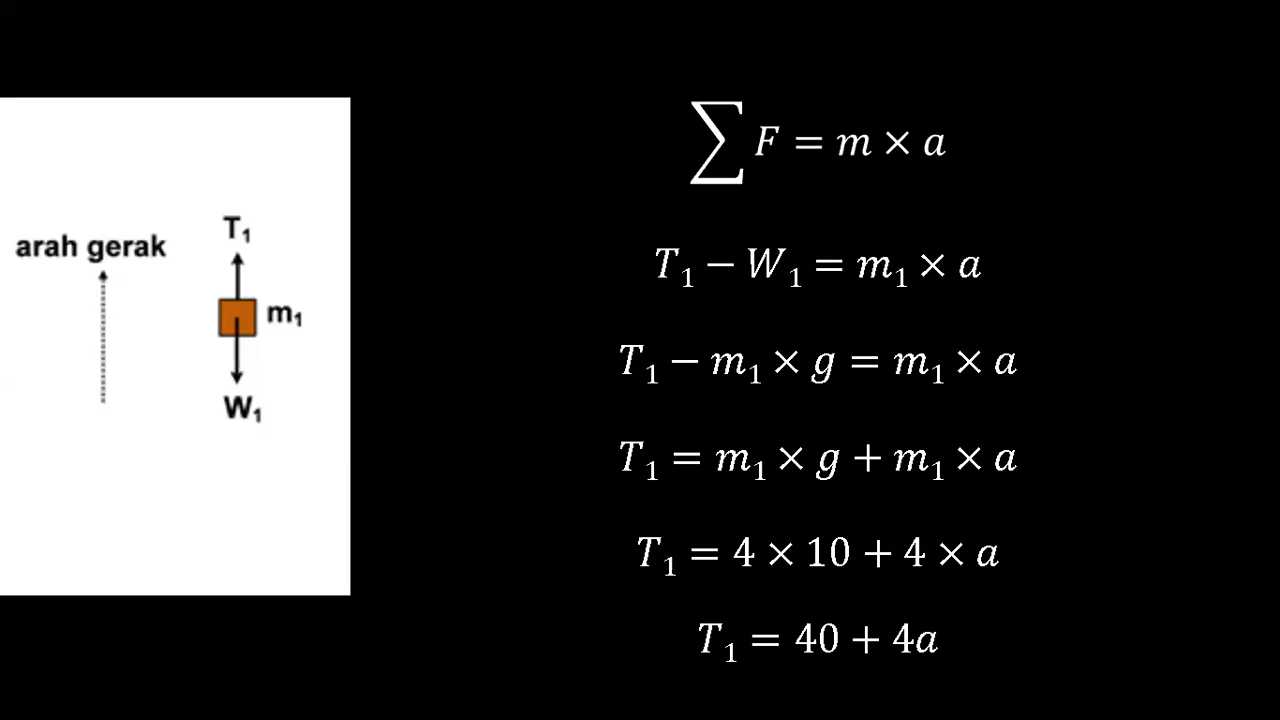 arah gerak
T₁
m₁
W₁
∑ F = m × a
T₁ − W₁ = m₁ × a
T₁ − m₁ × g = m₁ × a
T₁ = m₁ × g + m₁ × a
T₁ = 4 × 10 + 4 × a
T₁ = 40 + 4a